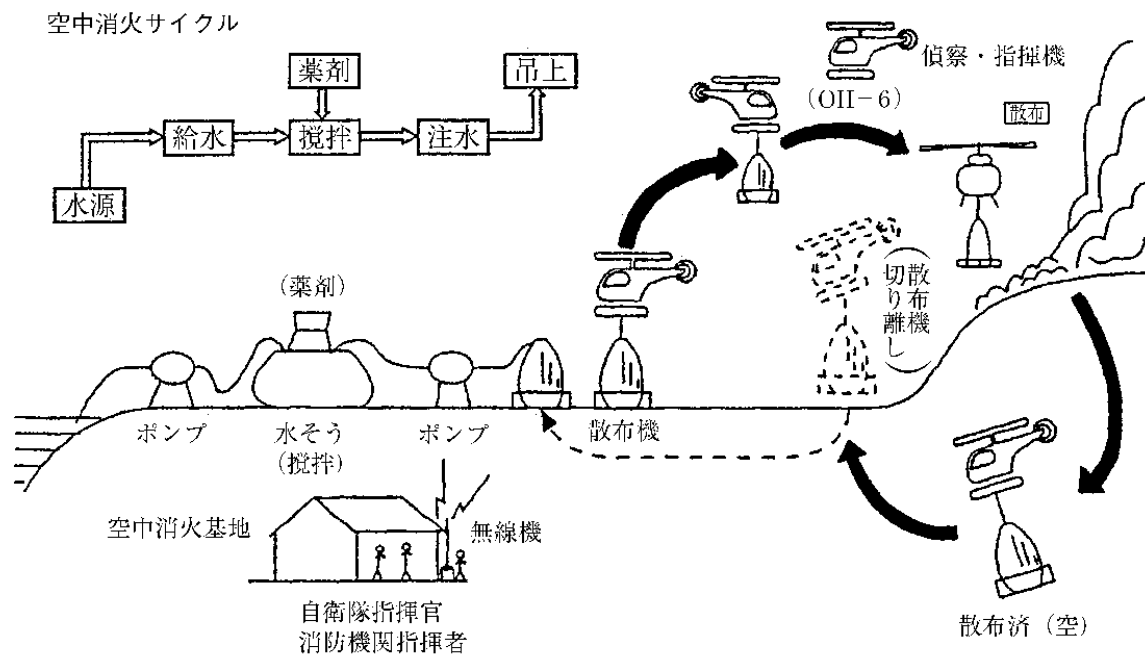 空中消火サイクル
薬剤
吊上
給水
撹拌
注水
水源
偵察・指揮機
(OII-6)
散布
(薬剤)
(散布機
切り離し)
ポンプ
水そう
(撹拌)
ポンプ
散布機
空中消火基地
無線機
自衛隊指揮官
消防機関指揮者
散布済(空)